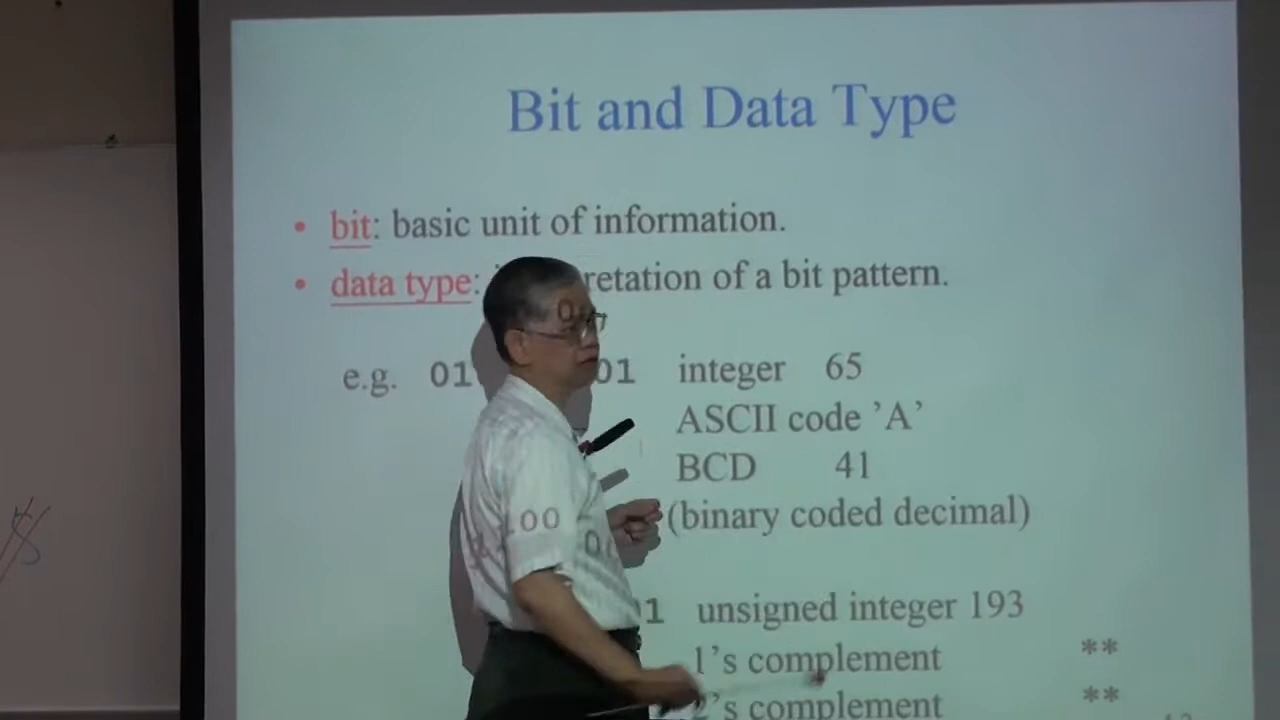 Bit and Data Type
• bit: basic unit of information.
• data type: retation of a bit pattern.
e.g. 01 01 integer 65
ASCII code ’A’
BCD 41
(binary coded decimal)
100
1 unsigned integer 193
1’s complement **
2’s complement **